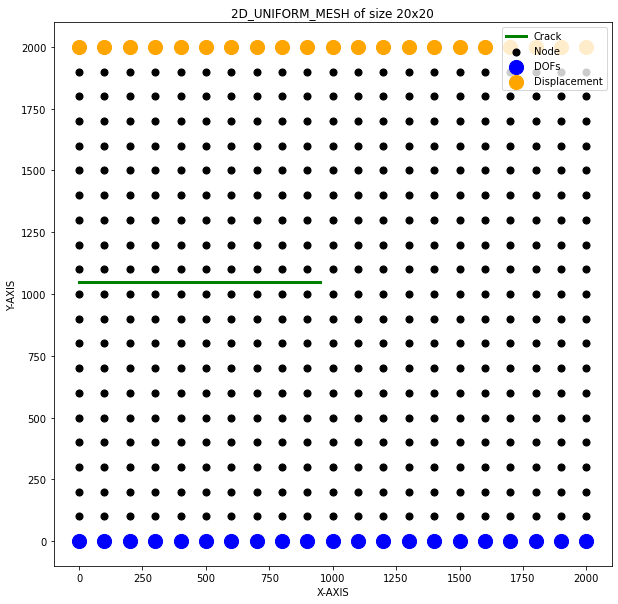 2D_UNIFORM_MESH of size 20x20
Crack
Node
DOFs
Displacement
2000
1750
1500
1250
1000
750
500
250
0
Y-AXIS
0 250 500 750 1000 1250 1500 1750 2000
X-AXIS